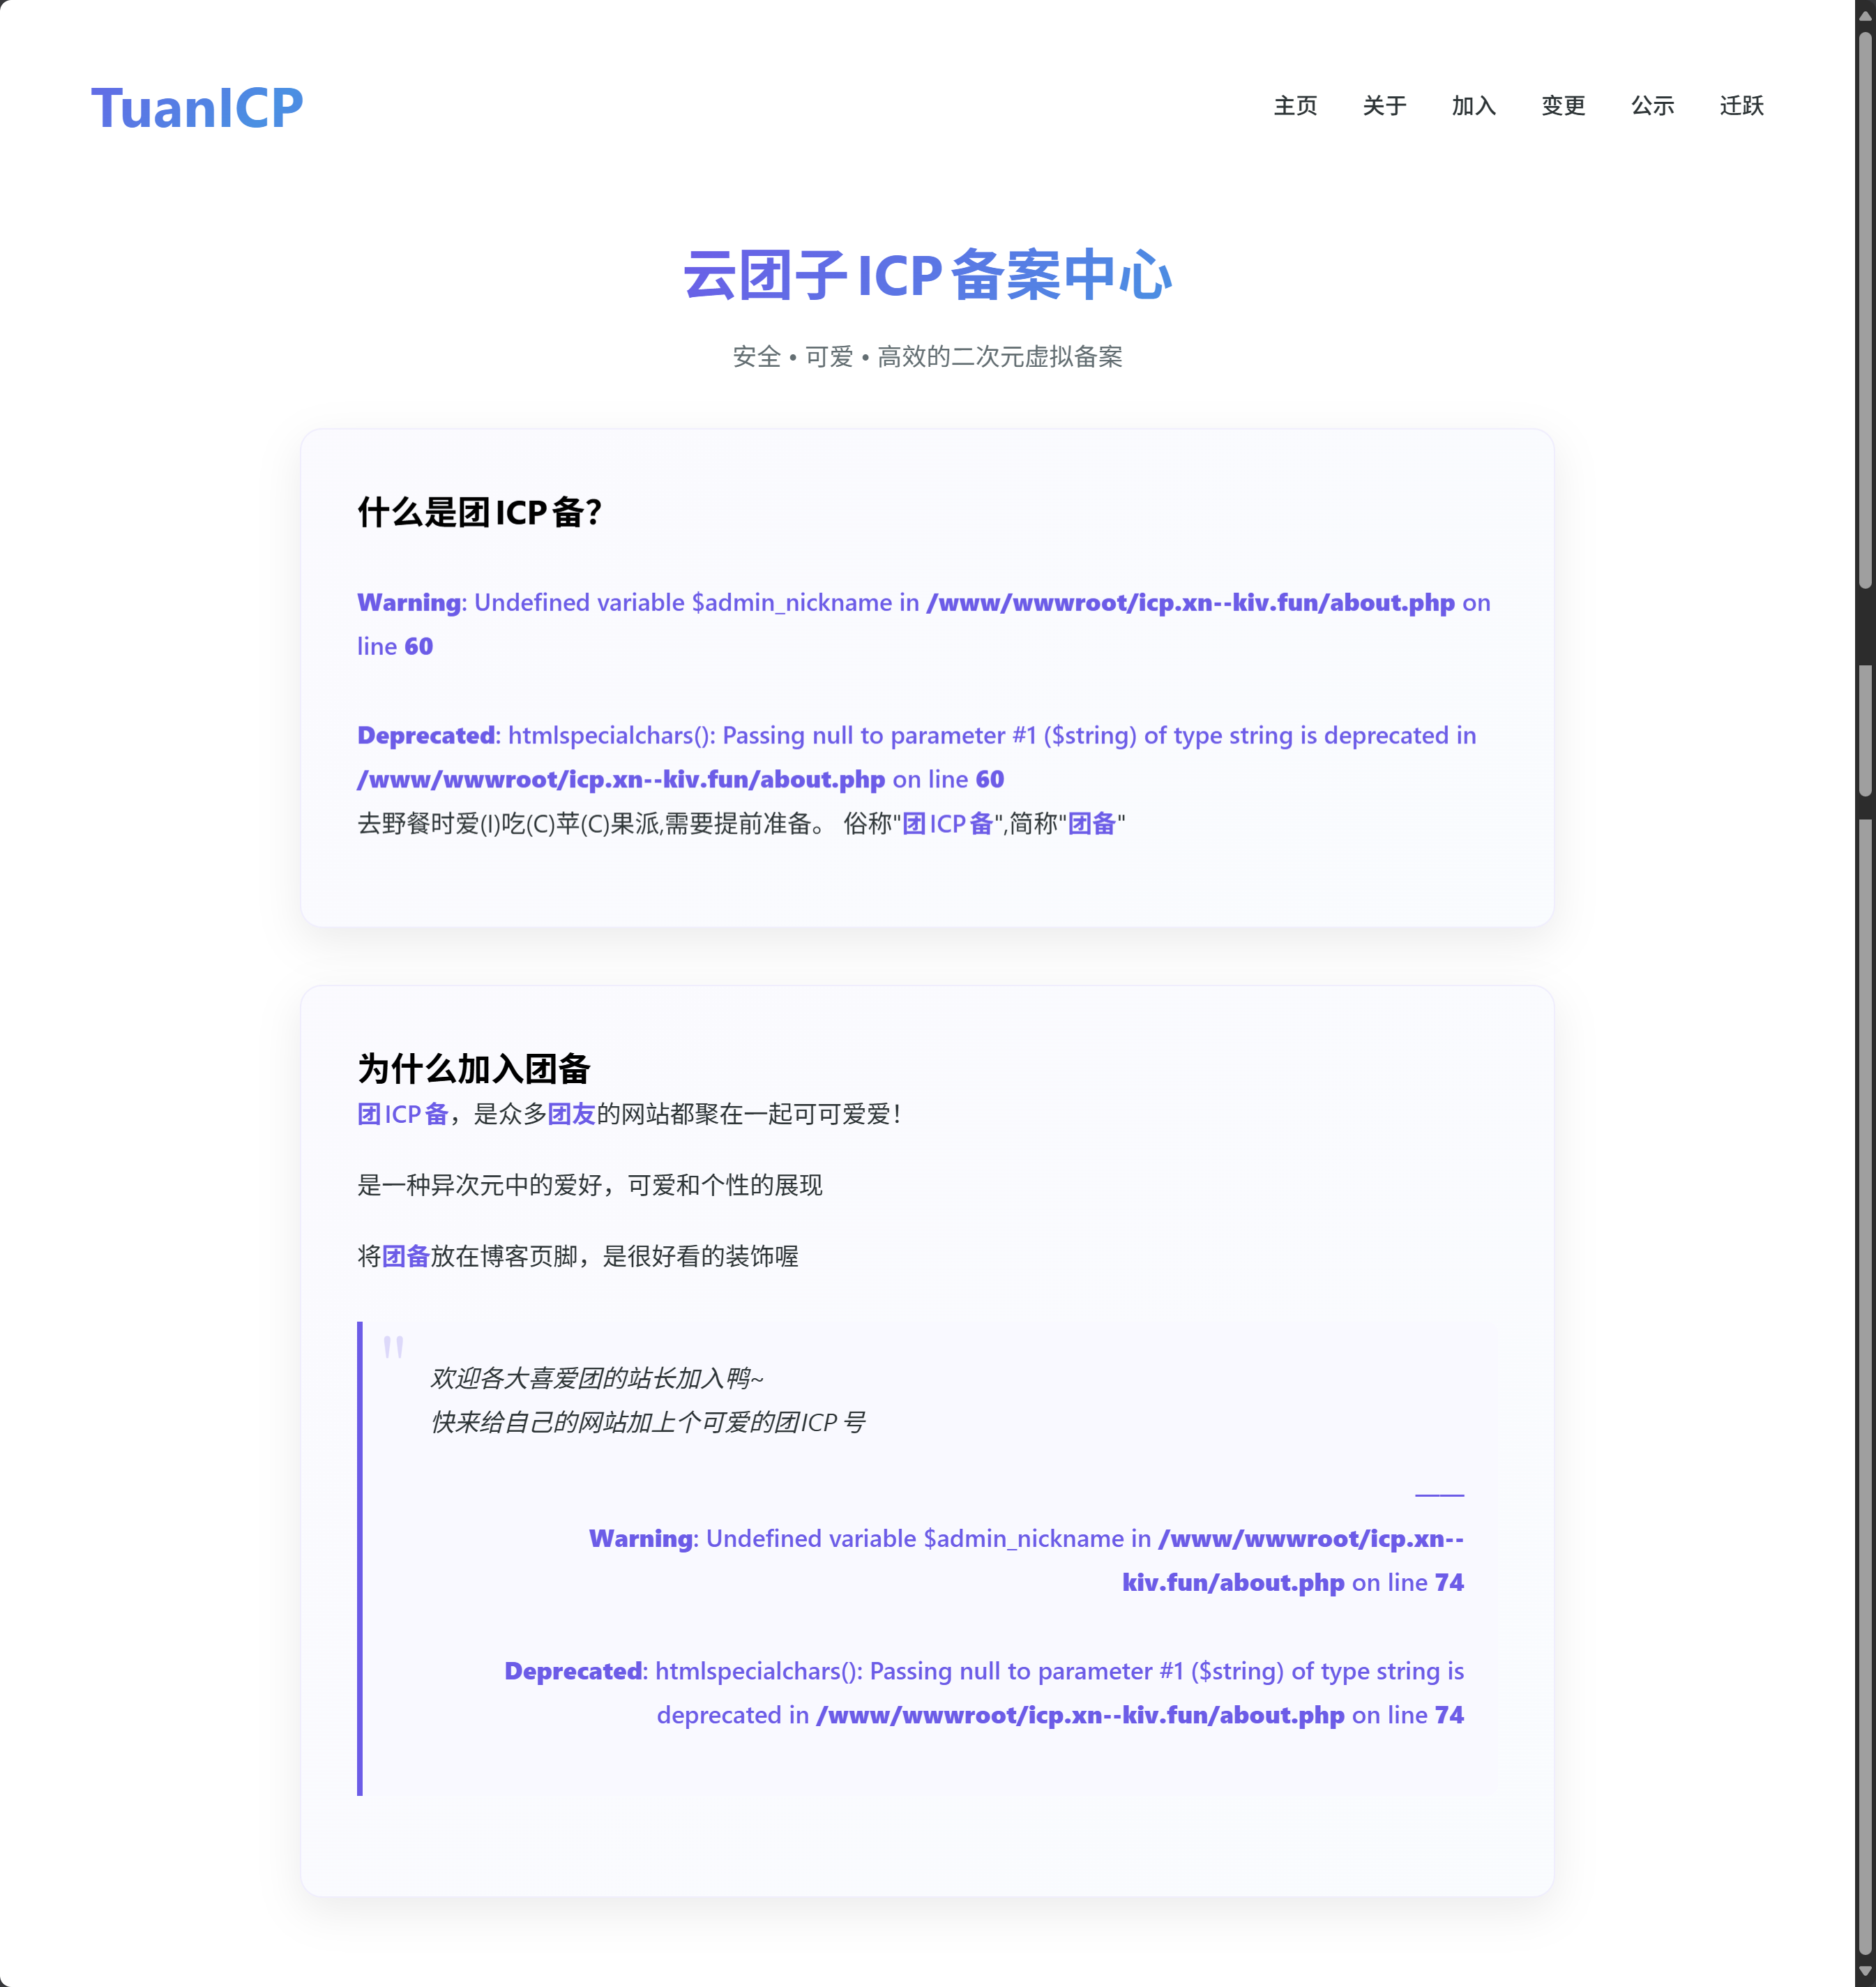 TuanICP
主页 关于 加入 变更 公示 迁跃
云团子ICP备案中心
安全 • 可爱 • 高效的二次元虚拟备案
什么是团ICP备？
Warning: Undefined variable $admin_nickname in /www/wwwroot/icp.xn--kiv.fun/about.php on
line 60
Deprecated: htmlspecialchars(): Passing null to parameter #1 ($string) of type string is deprecated in
/www/wwwroot/icp.xn--kiv.fun/about.php on line 60
去野餐时爱(I)吃(C)苹(C)果派,需要提前准备。 俗称"团ICP备",简称"团备"
为什么加入团备
团ICP备，是众多团友的网站都聚在一起可可爱爱！
是一种异次元中的爱好，可爱和个性的展现
将团备放在博客页脚，是很好看的装饰喔
"
欢迎各大喜爱团的站长加入鸭~
快来给自己的网站加上个可爱的团ICP号
——
Warning: Undefined variable $admin_nickname in /www/wwwroot/icp.xn--
kiv.fun/about.php on line 74
Deprecated: htmlspecialchars(): Passing null to parameter #1 ($string) of type string is
deprecated in /www/wwwroot/icp.xn--kiv.fun/about.php on line 74